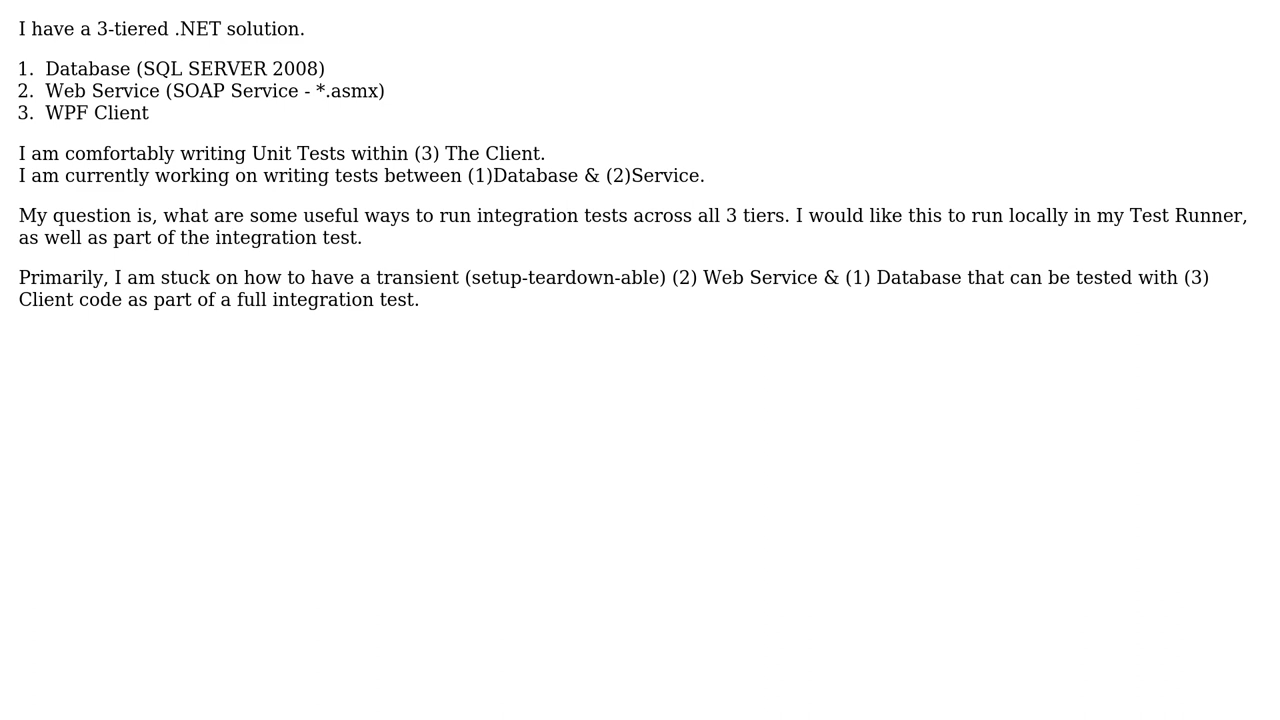 I have a 3-tiered .NET solution.
1. Database (SQL SERVER 2008)
2. Web Service (SOAP Service - *.asmx)
3. WPF Client
I am comfortably writing Unit Tests within (3) The Client.
I am currently working on writing tests between (1)Database & (2)Service.
My question is, what are some useful ways to run integration tests across all 3 tiers. I would like this to run locally in my Test Runner,
as well as part of the integration test.
Primarily, I am stuck on how to have a transient (setup-teardown-able) (2) Web Service & (1) Database that can be tested with (3)
Client code as part of a full integration test.